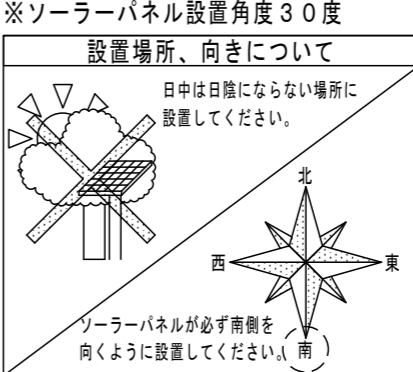 ※ソーラーパネル設置角度３０度
設置場所、向きについて
日中は日陰にならない場所に
設置してください。
北
西
東
ソーラーパネルが必ず南側を
向くように設置してください。
南